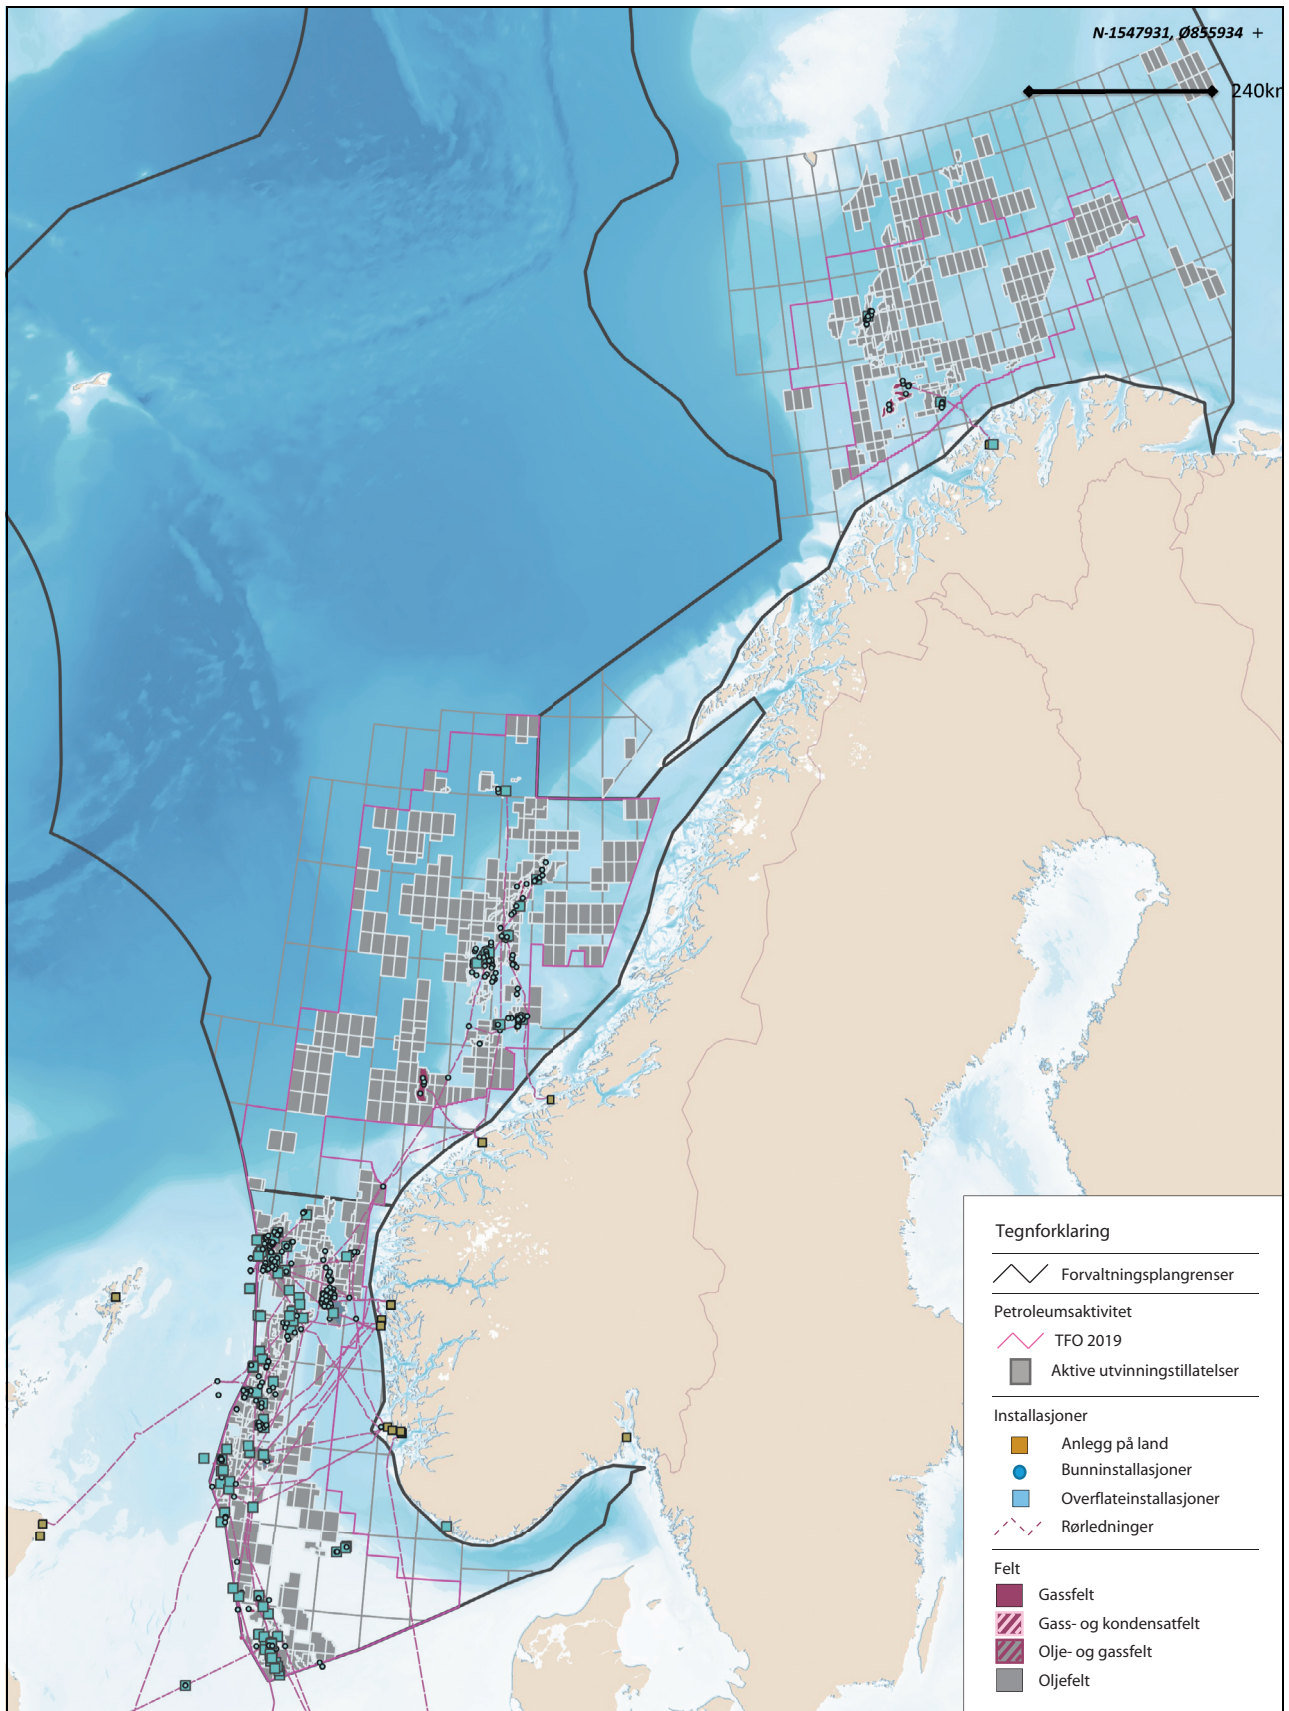 N-1547931, Ø855934 +
240km
Tegnforklaring
Forvaltningsplangrenser
Petroleumsaktivitet
TFO 2019
Aktive utvinningstillatelser
Installasjoner
Anlegg på land
Bunninstallasjoner
Overflateinstallasjoner
Rørledninger
Felt
Gassfelt
Gass- og kondensatfelt
Olje- og gassfelt
Oljefelt